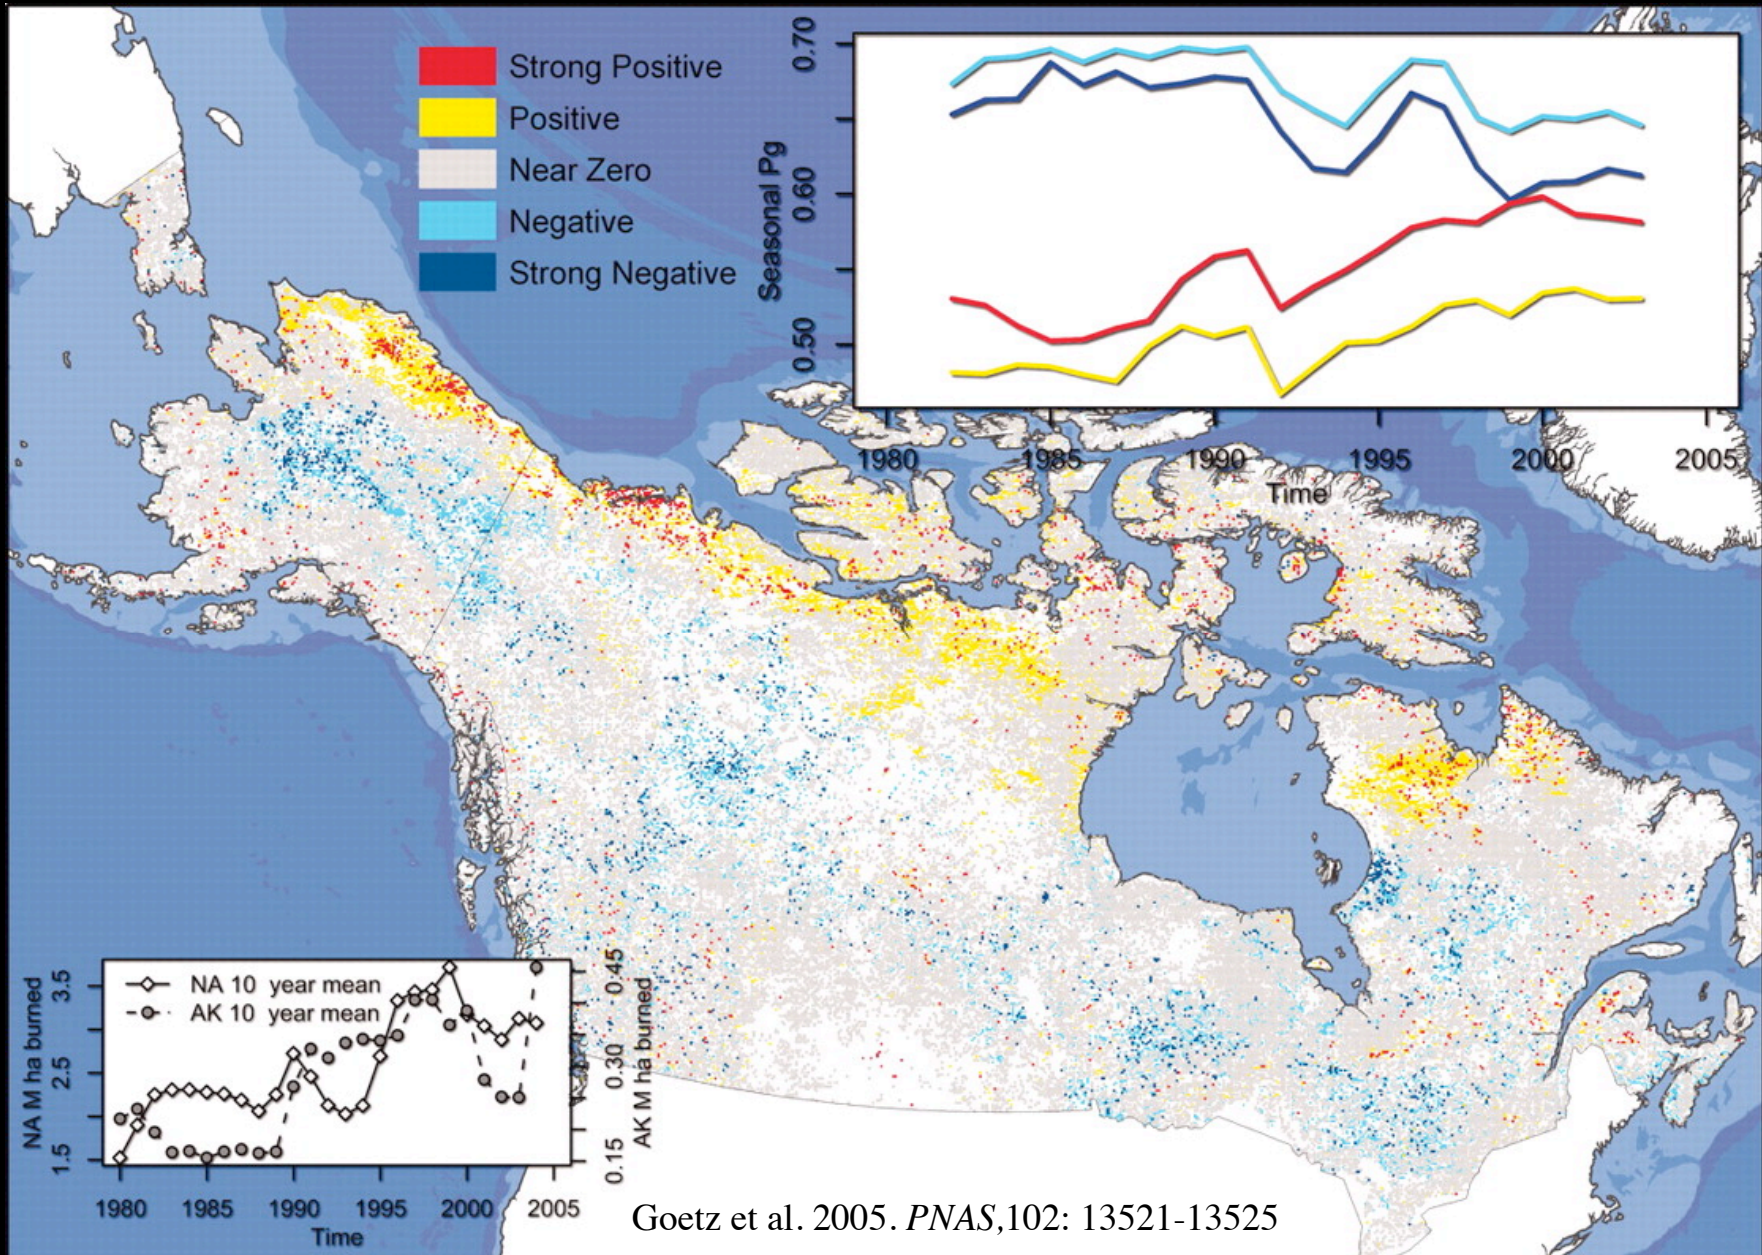 Strong Positive
Positive
Near Zero
Negative
Strong Negative
Seasonal Pg
0.70
0.60
0.50
1980 1985 1990 1995 2000 2005
Time
NA 10 year mean
AK 10 year mean
NA M ha burned
3.5
2.5
1.5
0.45
0.30
0.15
AK M ha burned
1980 1985 1990 1995 2000 2005
Time
Goetz et al. 2005. PNAS,102: 13521-13525